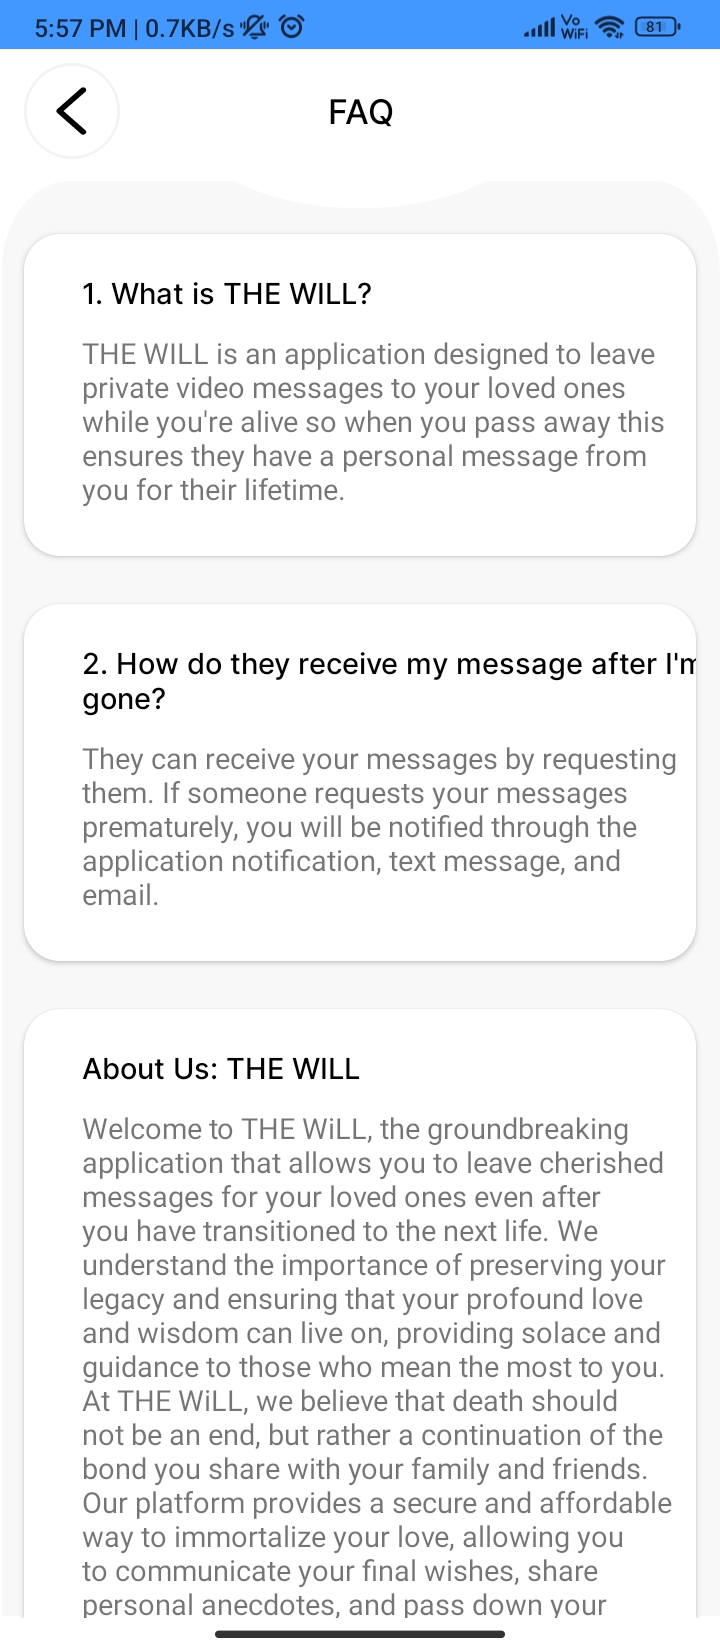 5:57 PM | 0.7KB/s
Vo
WiFi
81
FAQ
1. What is THE WILL?
THE WILL is an application designed to leave
private video messages to your loved ones
while you're alive so when you pass away this
ensures they have a personal message from
you for their lifetime.
2. How do they receive my message after I'm
gone?
They can receive your messages by requesting
them. If someone requests your messages
prematurely, you will be notified through the
application notification, text message, and
email.
About Us: THE WILL
Welcome to THE WiLL, the groundbreaking
application that allows you to leave cherished
messages for your loved ones even after
you have transitioned to the next life. We
understand the importance of preserving your
legacy and ensuring that your profound love
and wisdom can live on, providing solace and
guidance to those who mean the most to you.
At THE WiLL, we believe that death should
not be an end, but rather a continuation of the
bond you share with your family and friends.
Our platform provides a secure and affordable
way to immortalize your love, allowing you
to communicate your final wishes, share
personal anecdotes, and pass down your